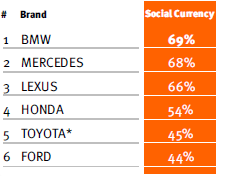 # Brand Social Currency
1 BMW 69%
2 MERCEDES 68%
3 LEXUS 66%
4 HONDA 54%
5 TOYOTA* 45%
6 FORD 44%